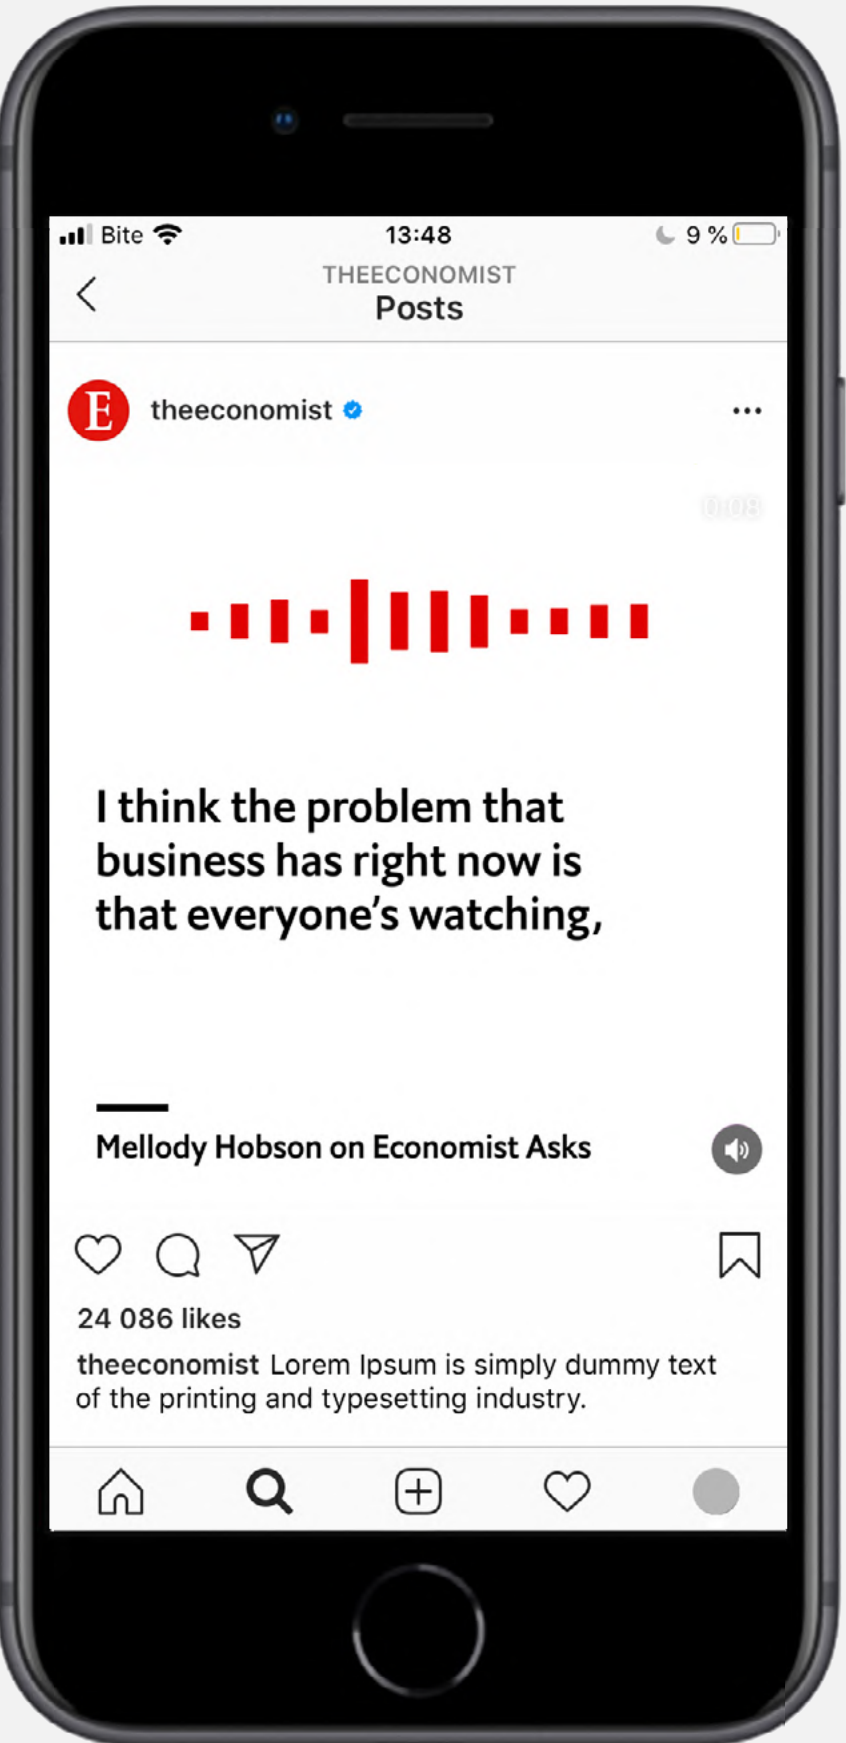 Bite 13:48 9 %
THEECONOMIST
Posts
E theeconomist
0:08
I think the problem that
business has right now is
that everyone's watching,
Mellody Hobson on Economist Asks
24 086 likes
theeconomist Lorem Ipsum is simply dummy text
of the printing and typesetting industry.